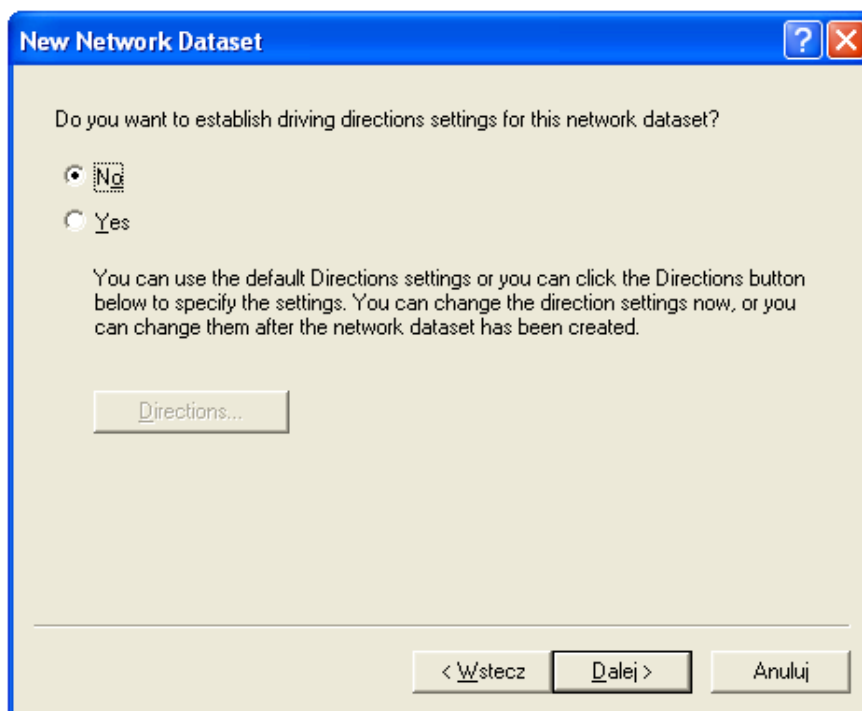 New Network Dataset
Do you want to establish driving directions settings for this network dataset?
No
Yes
You can use the default Directions settings or you can click the Directions button
below to specify the settings. You can change the direction settings now, or you
can change them after the network dataset has been created.
Directions...
< Wstecz Dalej > Anuluj